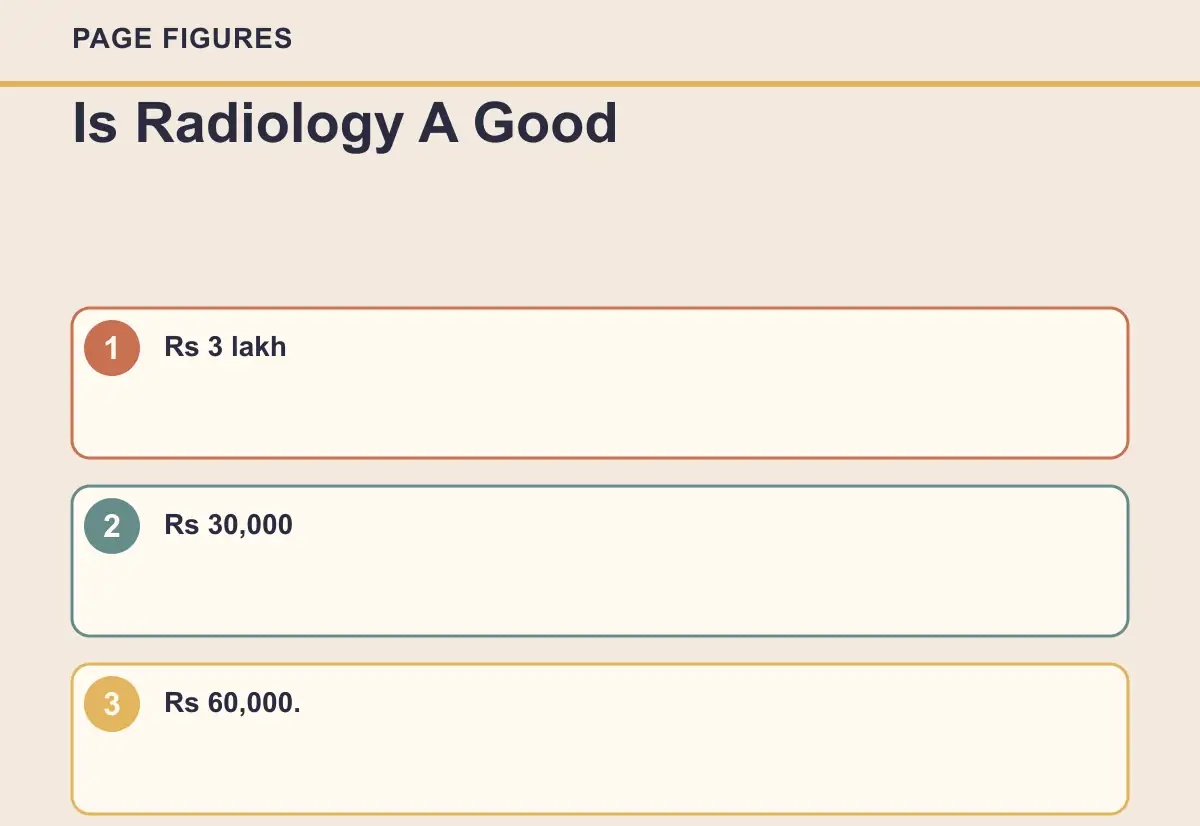 PAGE FIGURES
Is Radiology A Good
1
Rs 3 lakh
2
Rs 30,000
3
Rs 60,000.